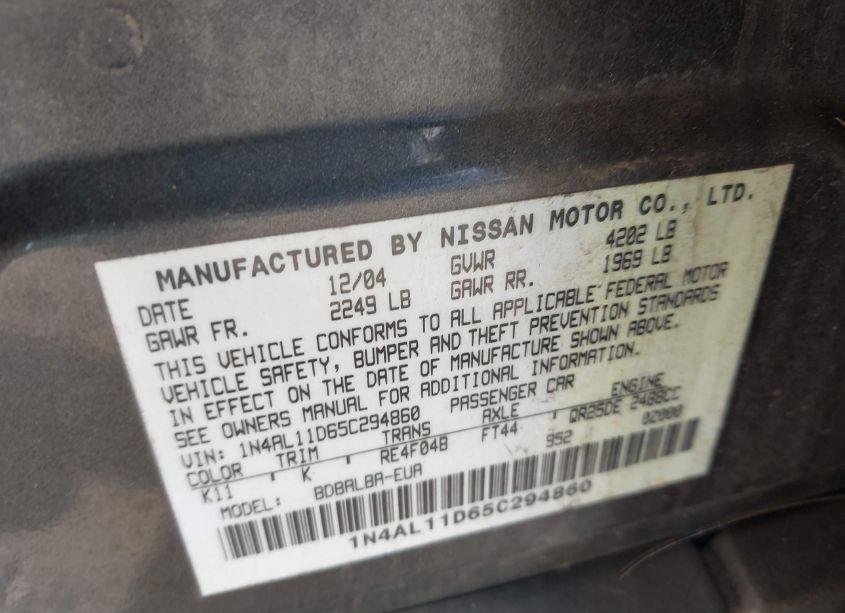 MANUFACTURED BY NISSAN MOTOR CO., LTD.
DATE 12/04 GVWR 4202 LB
GAWR FR. 2249 LB GAWR RR. 1969 LB
THIS VEHICLE CONFORMS TO ALL APPLICABLE FEDERAL MOTOR
VEHICLE SAFETY, BUMPER AND THEFT PREVENTION STANDARDS
IN EFFECT ON THE DATE OF MANUFACTURE SHOWN ABOVE.
SEE OWNERS MANUAL FOR ADDITIONAL INFORMATION.
VIN: 1N4AL11D65C294860 PASSENGER CAR
COLOR TRIM TRANS AXLE ENGINE
K11 K RE4F04B FT44 QR25DE 2488CC
MODEL: BDBALBA-EUA 952 02000
1N4AL11D65C294860